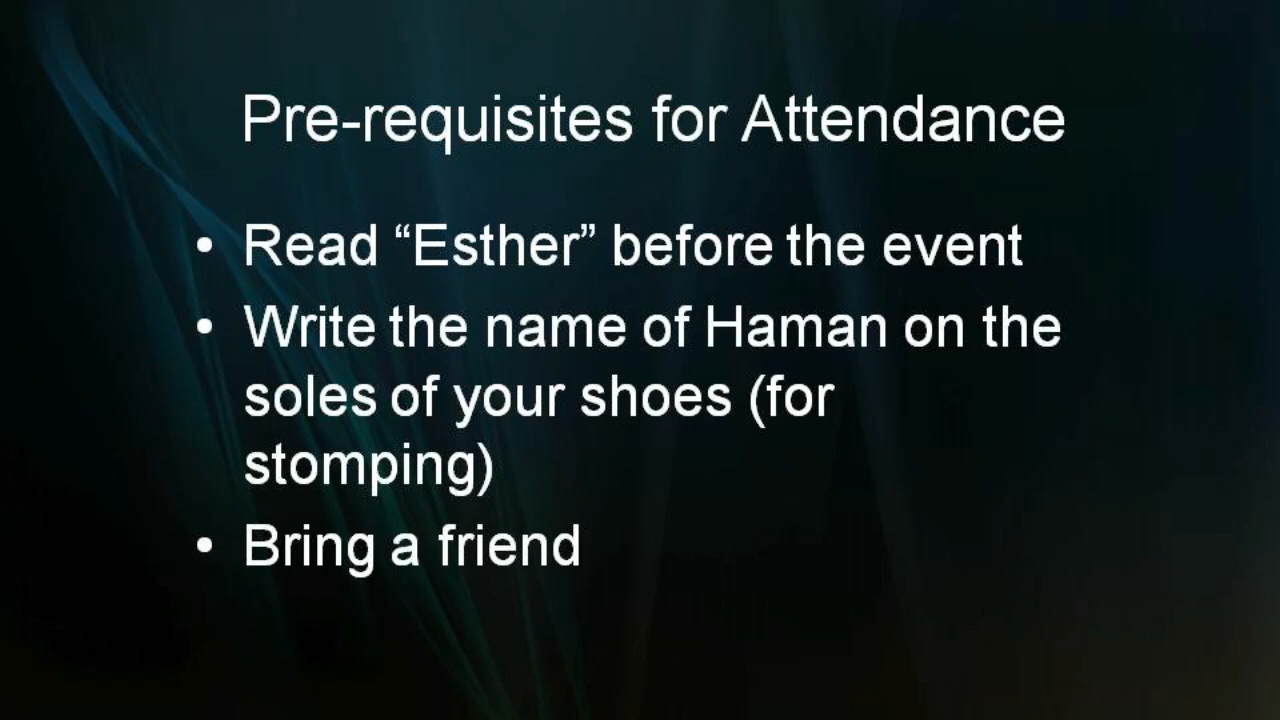 Pre-requisites for Attendance
• Read “Esther” before the event
• Write the name of Haman on the
soles of your shoes (for
stomping)
• Bring a friend